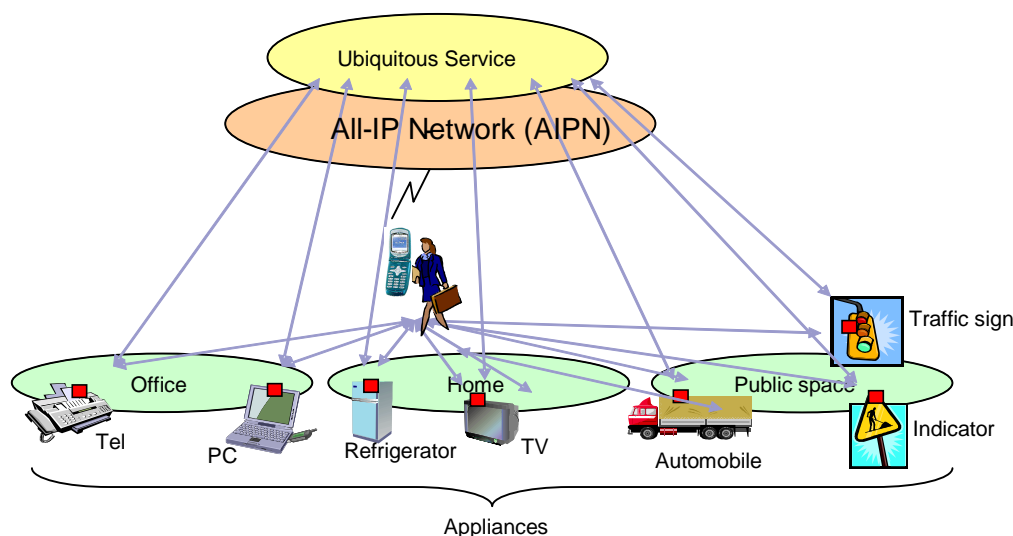 Ubiquitous Service
All-IP Network (AIPN)
Traffic sign
Office
Home
Public space
Tel
PC
Refrigerator
TV
Automobile
Indicator
Appliances